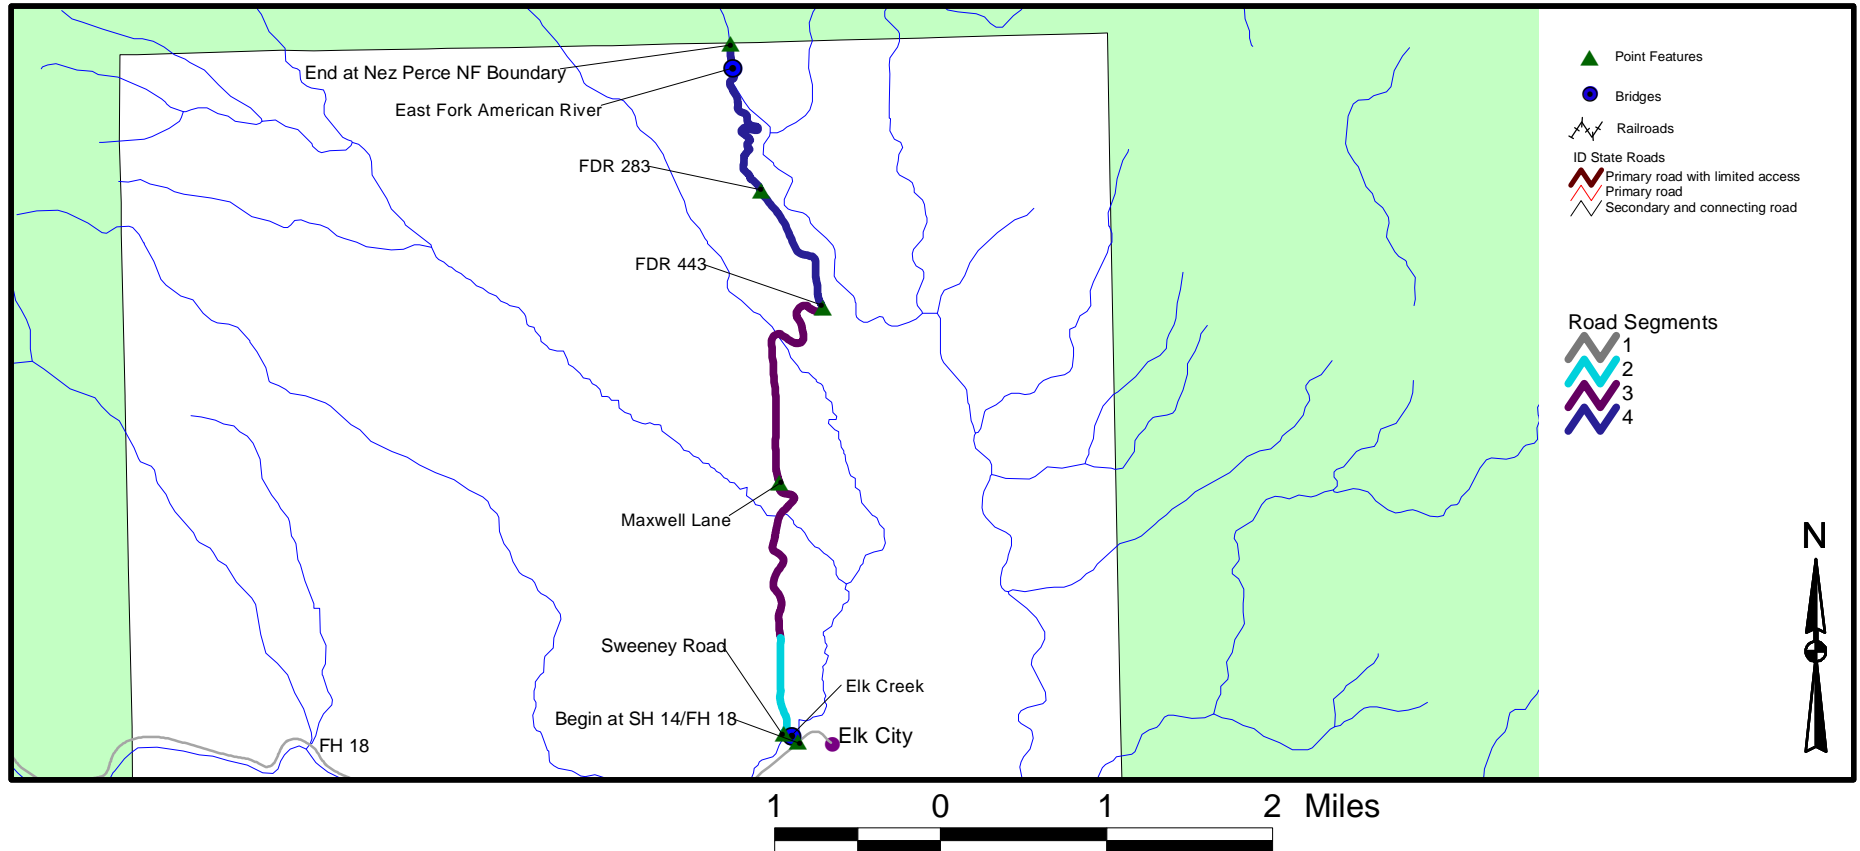 End at Nez Perce NF Boundary
East Fork American River
FDR 283
FDR 443
Maxwell Lane
Sweeney Road
Elk Creek
Begin at SH 14/FH 18
Elk City
FH 18
Point Features
Bridges
Railroads
ID State Roads
Primary road with limited access
Primary road
Secondary and connecting road
Road Segments
1
2
3
4
N
1 0 1 2 Miles